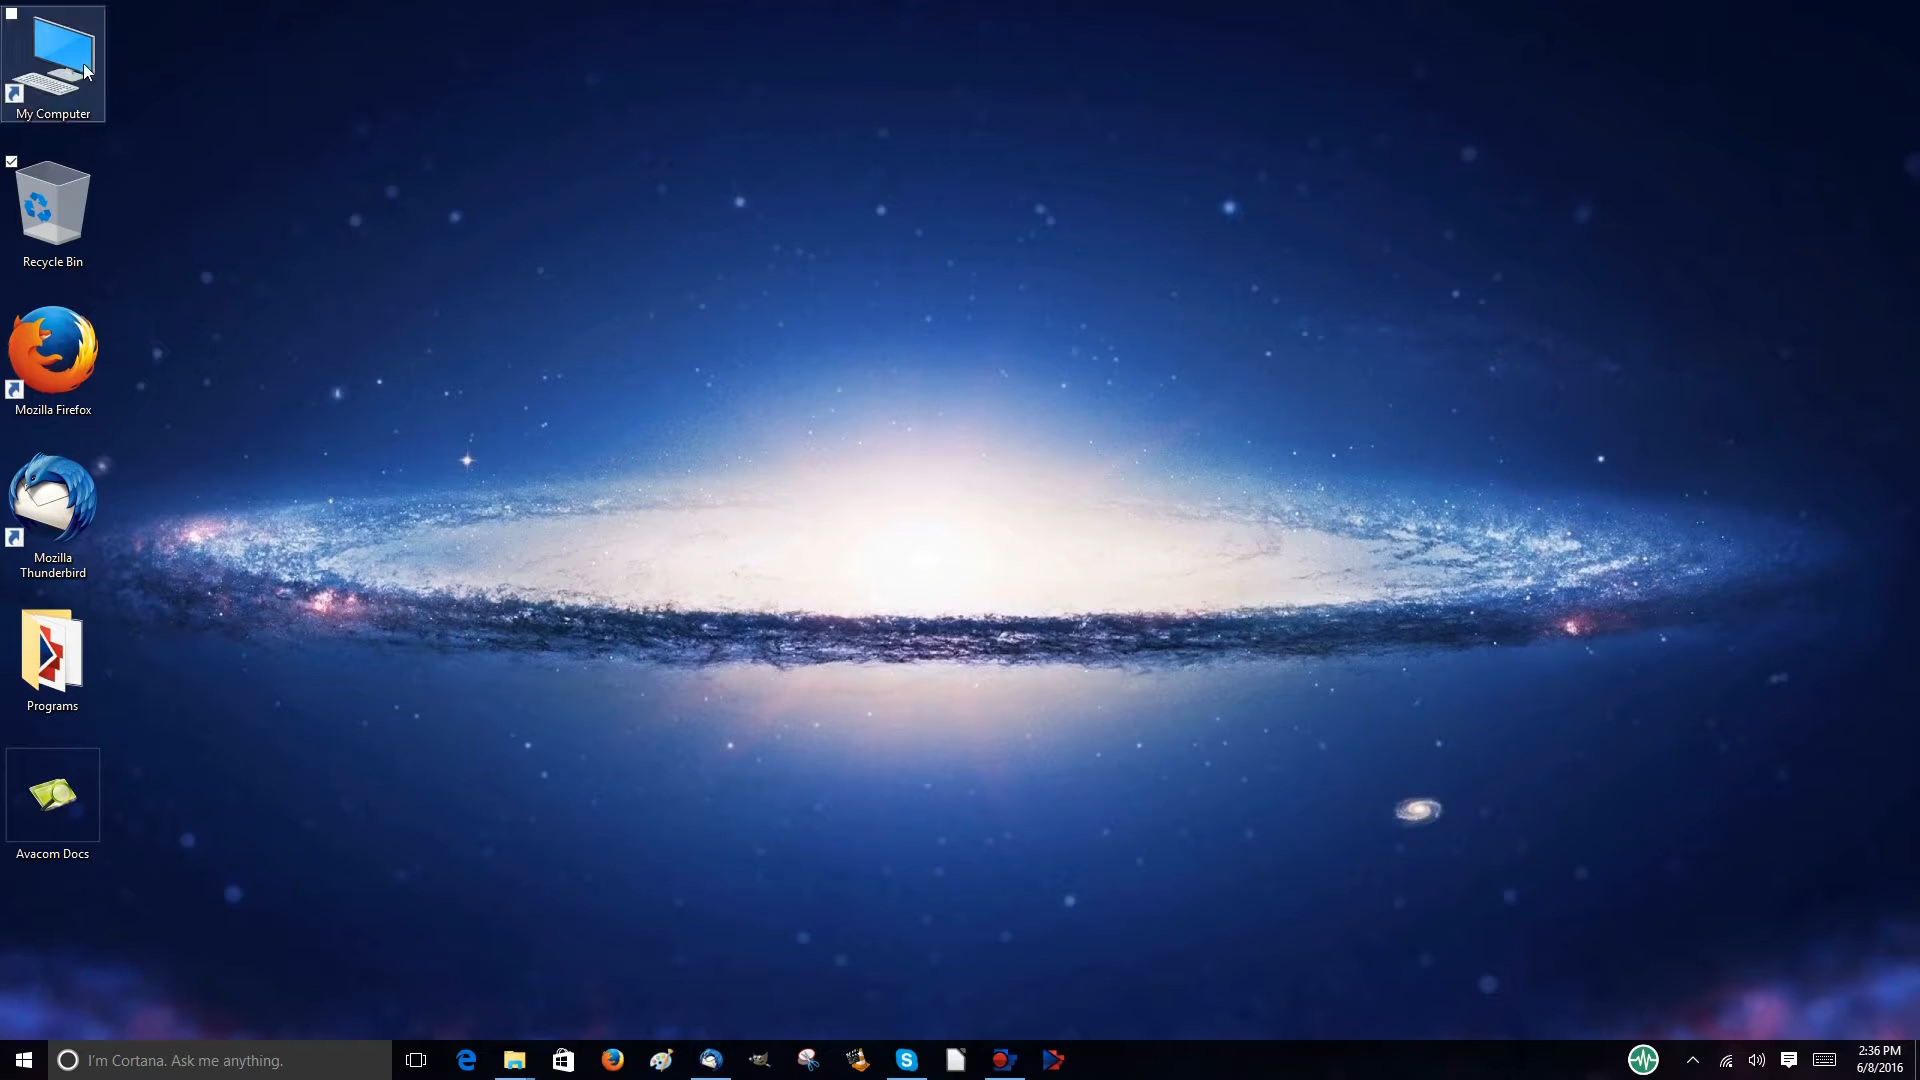 My Computer
Recycle Bin
Mozilla Firefox
Mozilla
Thunderbird
Programs
Avacom Docs
I'm Cortana. Ask me anything.
2:36 PM
6/8/2016